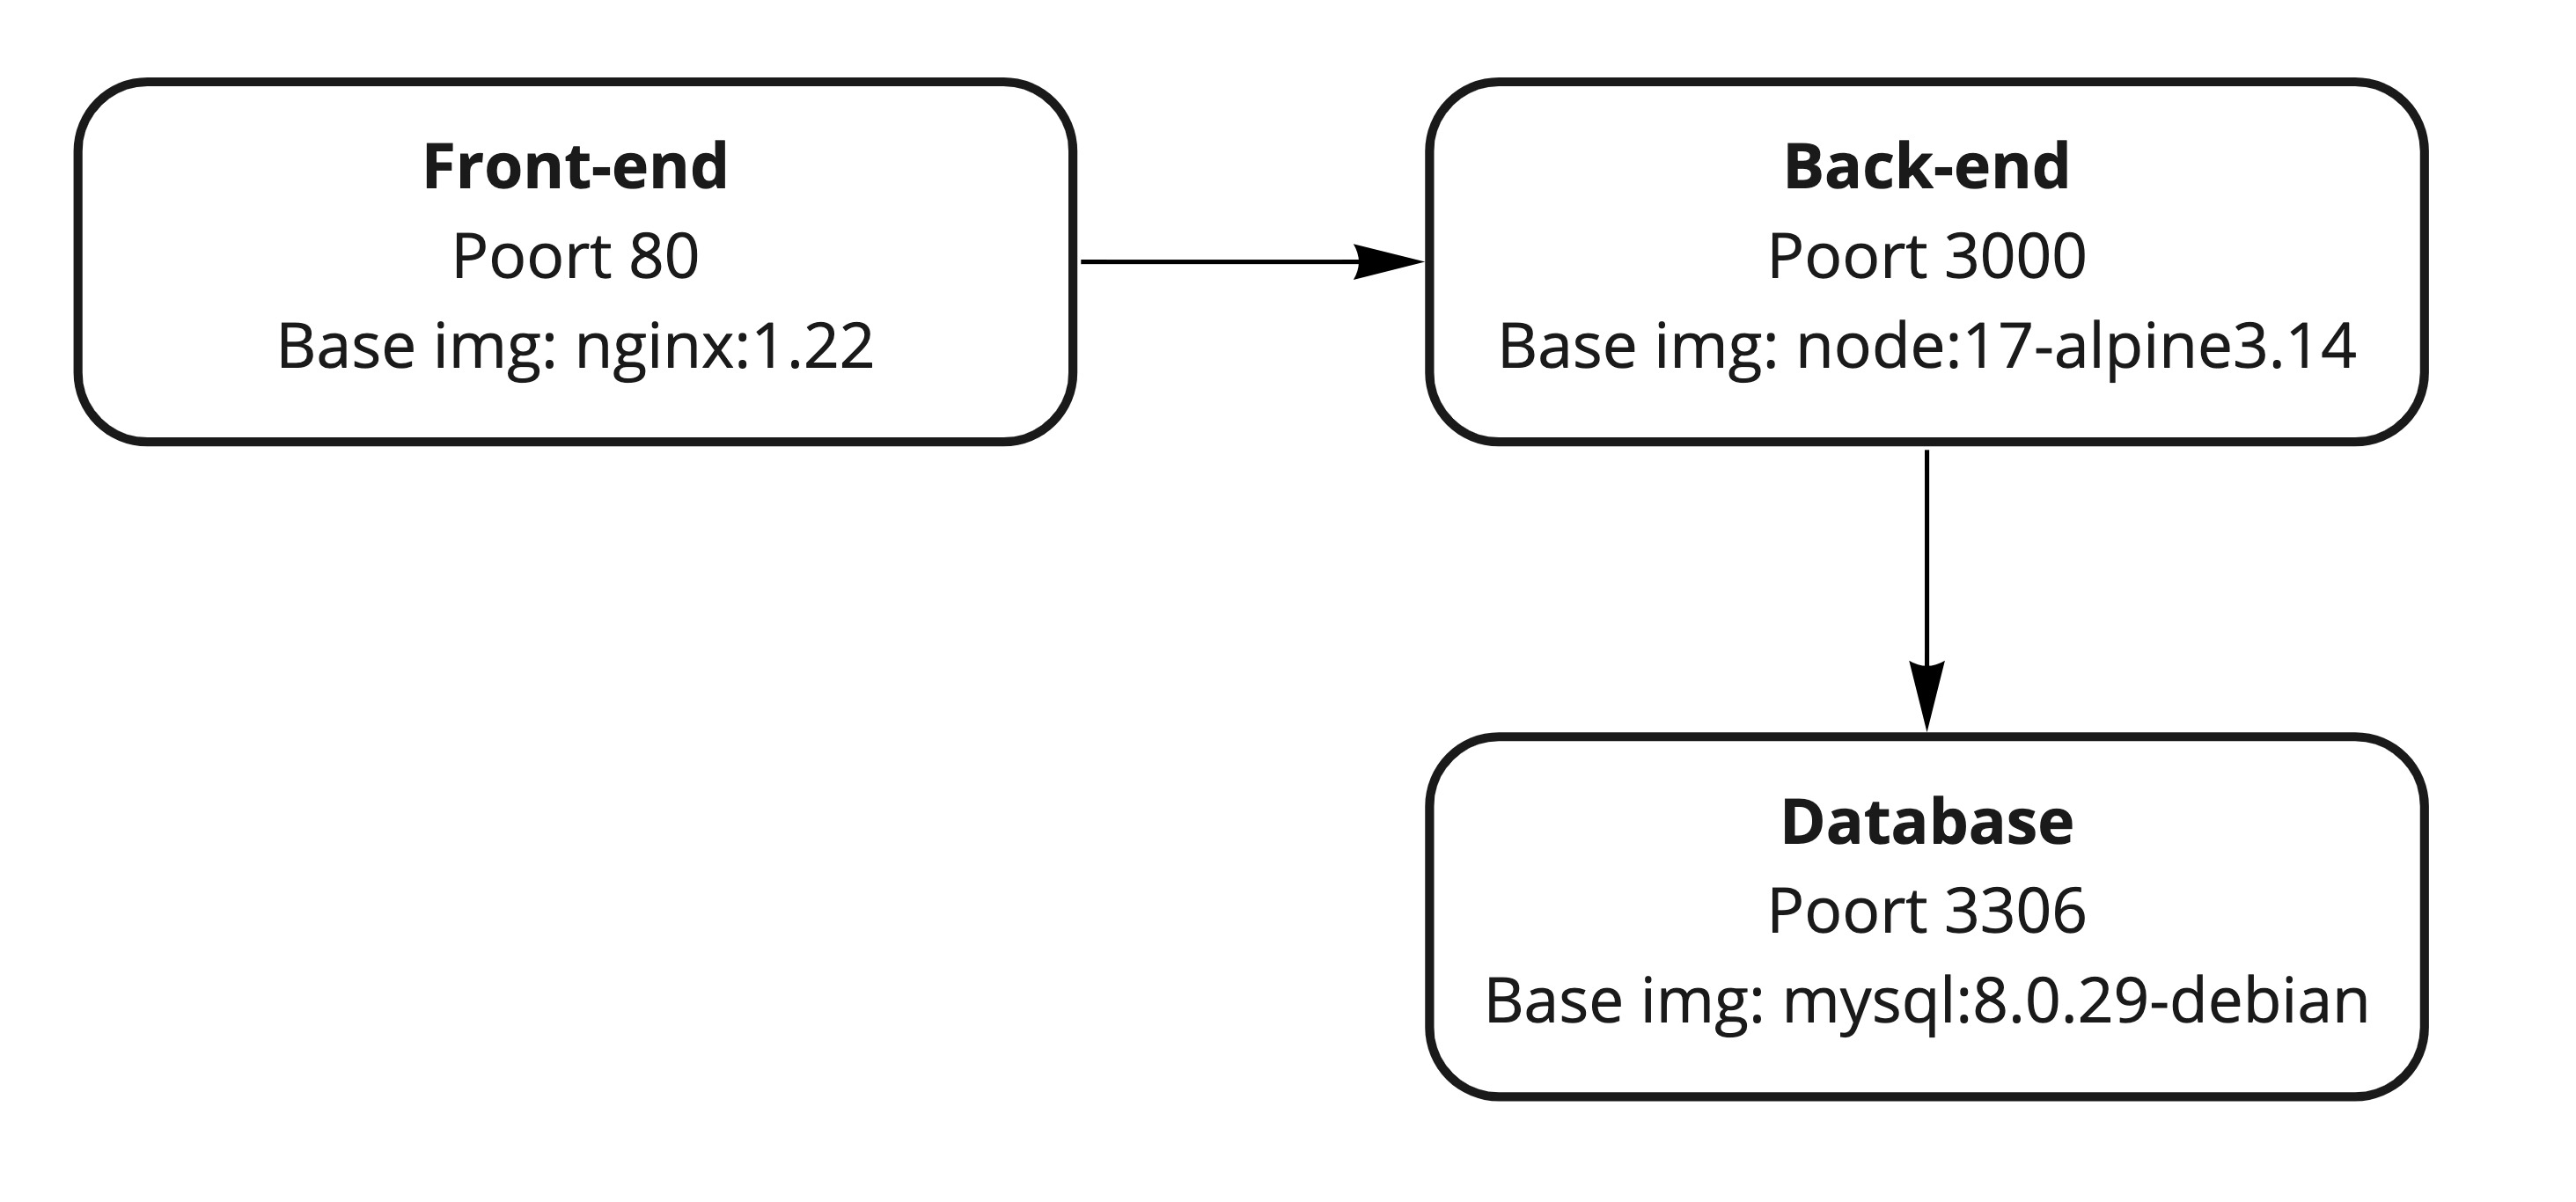 Front-end
Poort 80
Base img: nginx:1.22
Back-end
Poort 3000
Base img: node:17-alpine3.14
Database
Poort 3306
Base img: mysql:8.0.29-debian